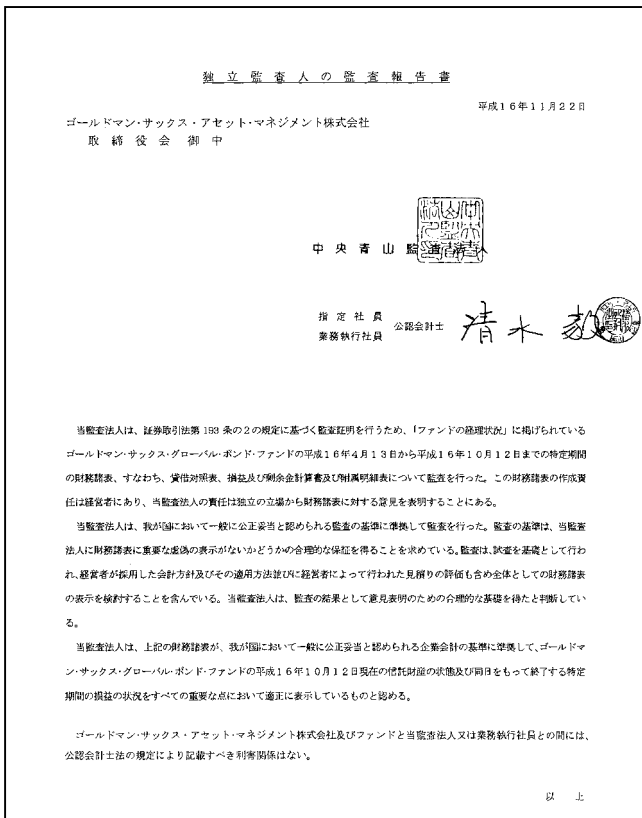 独立監査人の監査報告書
平成16年11月22日
ゴールドマン・サックス・アセット・マネジメント株式会社
取締役会御中
中央青山監査法人
指定社員
業務執行社員
公認会計士 清水 毅
当監査法人は、証券取引法第193条の2の規定に基づく監査証明を行うため、「ファンドの経理状況」に掲げられている
ゴールドマン・サックス・グローバル・ボンド・ファンドの平成16年4月13日から平成16年10月12日までの特定期間
の財務諸表、すなわち、貸借対照表、損益及び剰余金計算書及び附属明細表について監査を行った。この財務諸表の作成責
任は経営者にあり、当監査法人の責任は独立の立場から財務諸表に対する意見を表明することにある。
当監査法人は、我が国において一般に公正妥当と認められる監査の基準に準拠して監査を行った。監査の基準は、当監査
法人に財務諸表に重要な虚偽の表示がないかどうかの合理的な保証を得ることを求めている。監査は、試査を基礎として行わ
れ、経営者が採用した会計方針及びその適用方法並びに経営者によって行われた見積りの評価も含め全体としての財務諸表
の表示を検討することを含んでいる。当監査法人は、監査の結果として意見表明のための合理的な基礎を得たと判断してい
る。
当監査法人は、上記の財務諸表が、我が国において一般に公正妥当と認められる企業会計の基準に準拠して、ゴールドマ
ン・サックス・グローバル・ボンド・ファンドの平成16年10月12日現在の信託財産の状態及び同日をもって終了する特定
期間の損益の状況をすべての重要な点において適正に表示しているものと認める。
ゴールドマン・サックス・アセット・マネジメント株式会社及びファンドと当監査法人又は業務執行社員との間には、
公認会計士法の規定により記載すべき利害関係はない。
以上